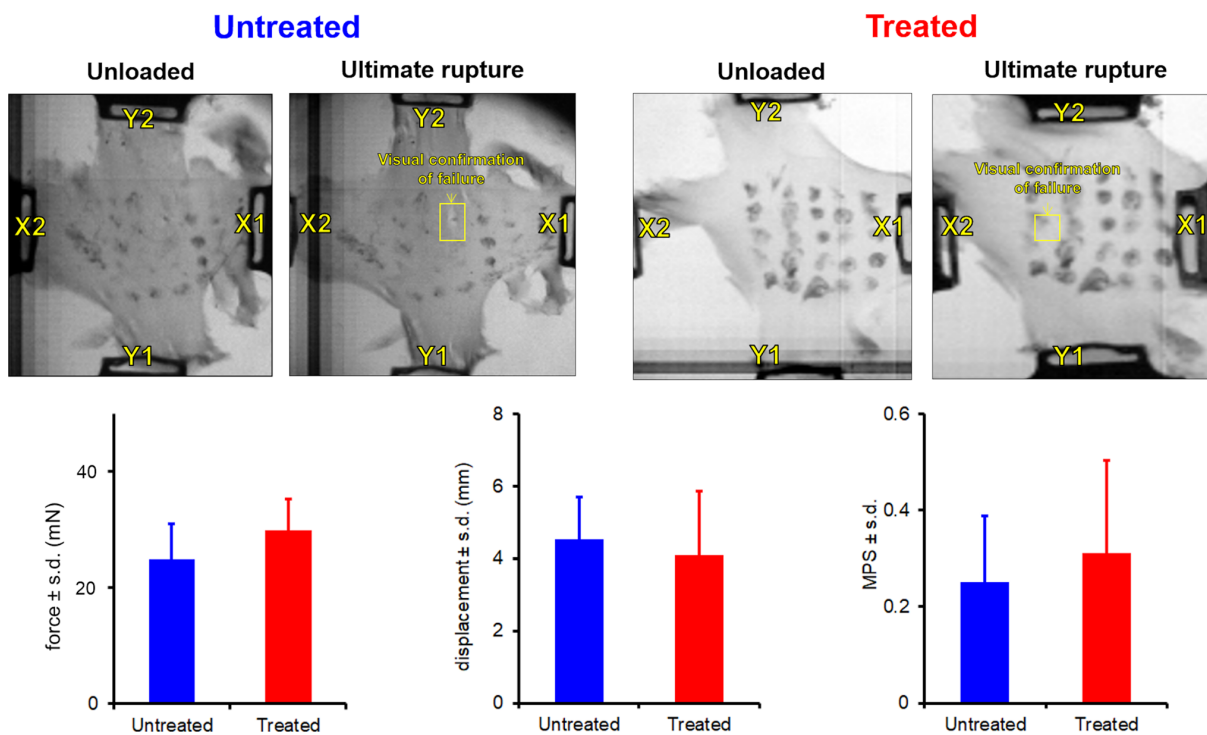 Untreated
Treated
Unloaded
Ultimate rupture
Unloaded
Ultimate rupture
Y2
Y2
Y2
Y2
Visual confirmation
of failure
Visual confirmation
of failure
X2
X1
X2
X1
X2
X1
X2
X1
Y1
Y1
Y1
Y1
force ± s.d. (mN)
40
20
0
Untreated
Treated
displacement ± s.d. (mm)
8
6
4
2
0
Untreated
Treated
MPS ± s.d.
0.6
0.4
0.2
0
Untreated
Treated